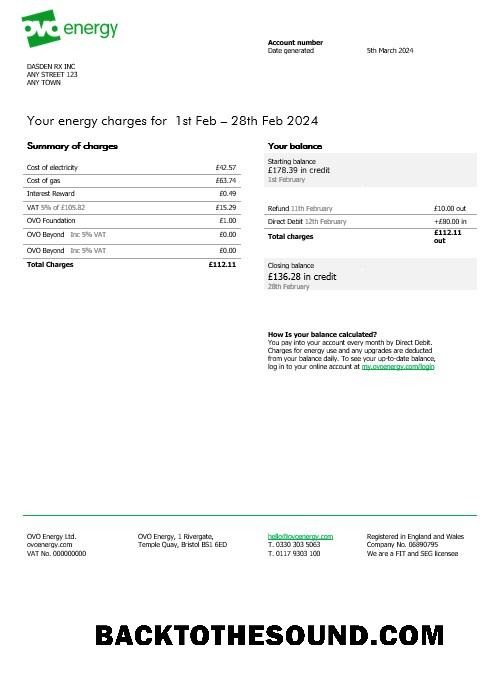 ovo energy
Account number
Date generated 5th March 2024
DASDEN RX INC
ANY STREET 123
ANY TOWN
Your energy charges for 1st Feb – 28th Feb 2024
Summary of charges
Cost of electricity £42.57
Cost of gas £63.74
Interest Reward £0.49
VAT 5% of £105.82 £15.29
OVO Foundation £1.00
OVO Beyond Inc 5% VAT £0.00
OVO Beyond Inc 5% VAT £0.00
Total Charges £112.11
Your balance
Starting balance
£178.39 in credit
1st February
Refund 11th February £10.00 out
Direct Debit 12th February +£80.00 in
Total charges £112.11
out
Closing balance
£136.28 in credit
28th February
How Is your balance calculated?
You pay into your account every month by Direct Debit.
Charges for energy use and any upgrades are deducted
from your balance daily. To see your up-to-date balance,
log in to your online account at my.ovoenergy.com/login
OVO Energy Ltd.
ovoenergy.com
VAT No. 000000000
OVO Energy, 1 Rivergate,
Temple Quay, Bristol BS1 6ED
hello@ovoenergy.com
T. 0330 303 5063
T. 0117 9303 100
Registered in England and Wales
Company No. 06890795
We are a FIT and SEG licensee
BACKTOTHESOUND.COM